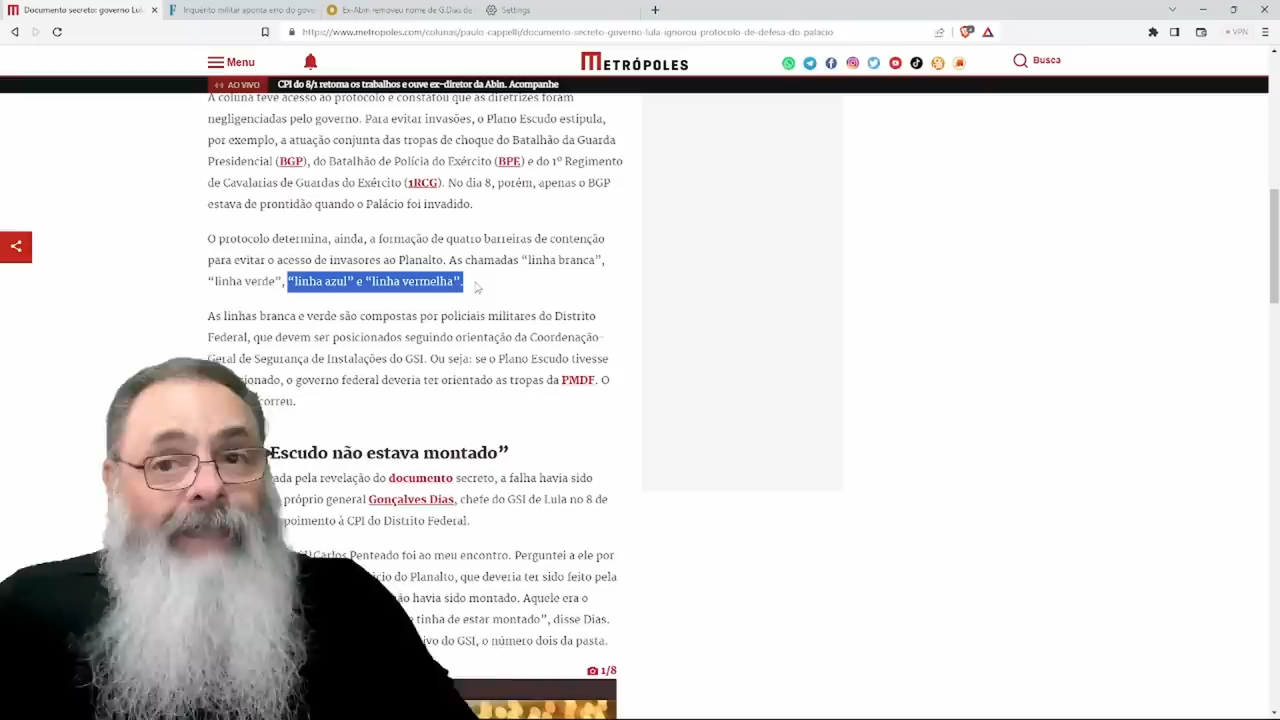 Documento secreto: governo Lul
Inquérito militar aponta erro do gove
Ex-Abin removeu nome de G.Dias de
Settings
https://www.metropoles.com/colunas/paulo-cappelli/documento-secreto-governo-lula-ignorou-protocolo-de-defesa-do-palacio
VPN
Menu
METRÓPOLES
Busca
AO VIVO
CPI do 8/1 retoma os trabalhos e ouve ex-diretor da Abin. Acompanhe
A coluna teve acesso ao protocolo e constatou que as diretrizes foram
negligenciadas pelo governo. Para evitar invasões, o Plano Escudo estipula,
por exemplo, a atuação conjunta das tropas de choque do Batalhão da Guarda
Presidencial (BGP), do Batalhão de Polícia do Exército (BPE) e do 1º Regimento
de Cavalarias de Guardas do Exército (1RCG). No dia 8, porém, apenas o BGP
estava de prontidão quando o Palácio foi invadido.
O protocolo determina, ainda, a formação de quatro barreiras de contenção
para evitar o acesso de invasores ao Planalto. As chamadas “linha branca”,
“linha verde”, “linha azul” e “linha vermelha”.
As linhas branca e verde são compostas por policiais militares do Distrito
Federal, que devem ser posicionados seguindo orientação da Coordenação-
Geral de Segurança de Instalações do GSI. Ou seja: se o Plano Escudo tivesse
cionado, o governo federal deveria ter orientado as tropas da PMDF. O
correu.
Escudo não estava montado”
ada pela revelação do documento secreto, a falha havia sido
próprio general Gonçalves Dias, chefe do GSI de Lula no 8 de
poimento à CPI do Distrito Federal.
Carlos Penteado foi ao meu encontro. Perguntei a ele por
ício do Planalto, que deveria ter sido feito pela
não havia sido montado. Aquele era o
e tinha de estar montado”, disse Dias.
ivo do GSI, o número dois da pasta.
1/8